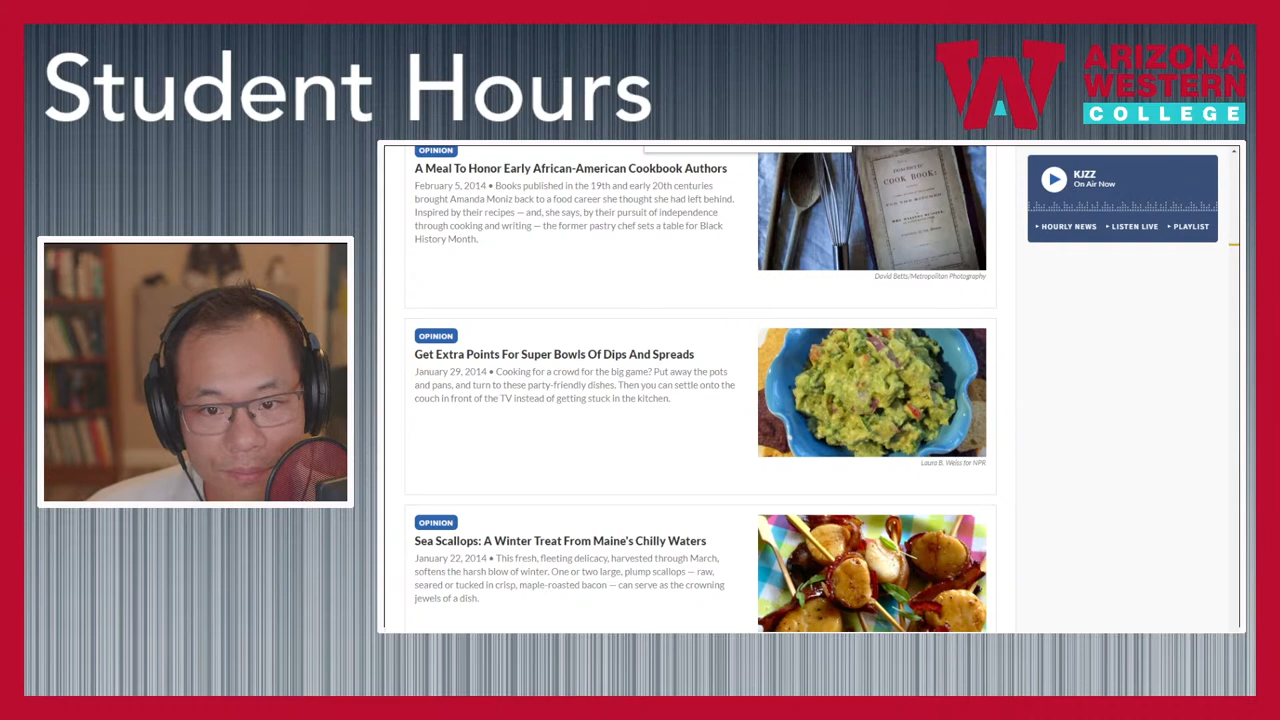 Student Hours
ARIZONA
WESTERN
COLLEGE
OPINION
A Meal To Honor Early African-American Cookbook Authors
February 5, 2014 • Books published in the 19th and early 20th centuries
brought Amanda Moniz back to a food career she thought she had left behind.
Inspired by their recipes — and, she says, by their pursuit of independence
through cooking and writing — the former pastry chef sets a table for Black
History Month.
COOK BOOK:
David Betts/Metropolitan Photography
KJZZ
On Air Now
HOURLY NEWS
LISTEN LIVE
PLAYLIST
OPINION
Get Extra Points For Super Bowls Of Dips And Spreads
January 29, 2014 • Cooking for a crowd for the big game? Put away the pots
and pans, and turn to these party-friendly dishes. Then you can settle onto the
couch in front of the TV instead of getting stuck in the kitchen.
Laura B. Weiss for NPR
OPINION
Sea Scallops: A Winter Treat From Maine's Chilly Waters
January 22, 2014 • This fresh, fleeting delicacy, harvested through March,
softens the harsh blow of winter. One or two large, plump scallops — raw,
seared or tucked in crisp, maple-roasted bacon — can serve as the crowning
jewels of a dish.